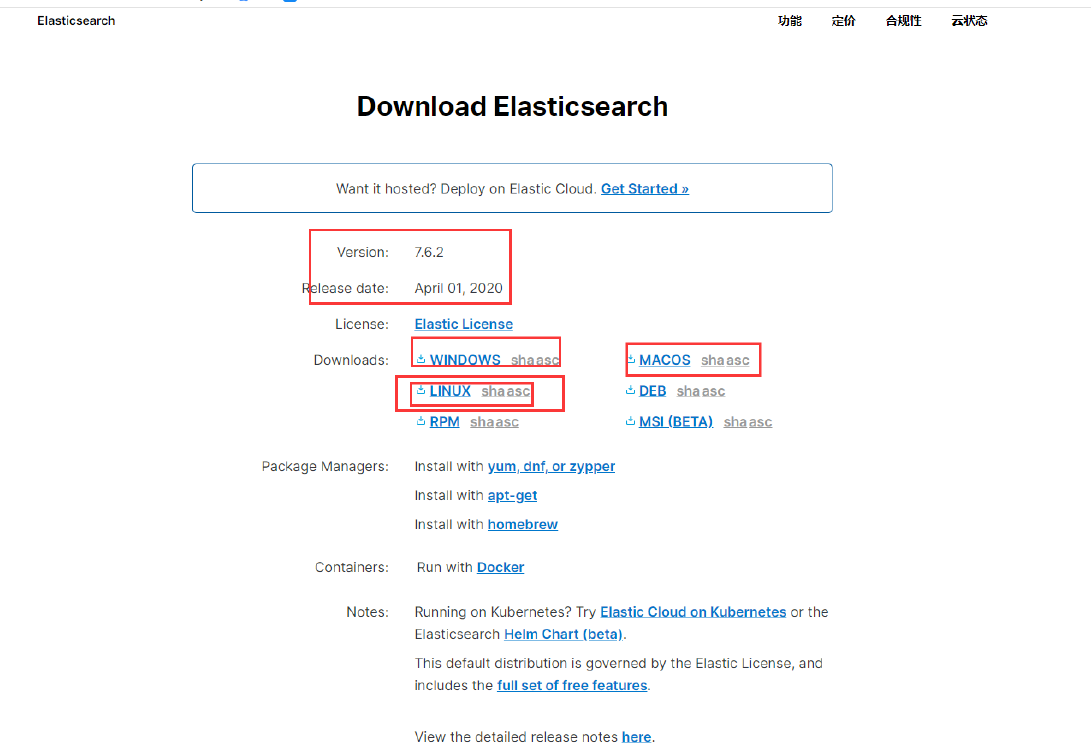 Elasticsearch 功能 定价 合规性 云状态
Download Elasticsearch
Want it hosted? Deploy on Elastic Cloud. Get Started »
Version: 7.6.2
Release date: April 01, 2020
License: Elastic License
Downloads: WINDOWS sha asc MACOS sha asc
LINUX sha asc DEB sha asc
RPM sha asc MSI (BETA) sha asc
Package Managers: Install with yum, dnf, or zypper
Install with apt-get
Install with homebrew
Containers: Run with Docker
Notes: Running on Kubernetes? Try Elastic Cloud on Kubernetes or the
Elasticsearch Helm Chart (beta).
This default distribution is governed by the Elastic License, and
includes the full set of free features.
View the detailed release notes here.